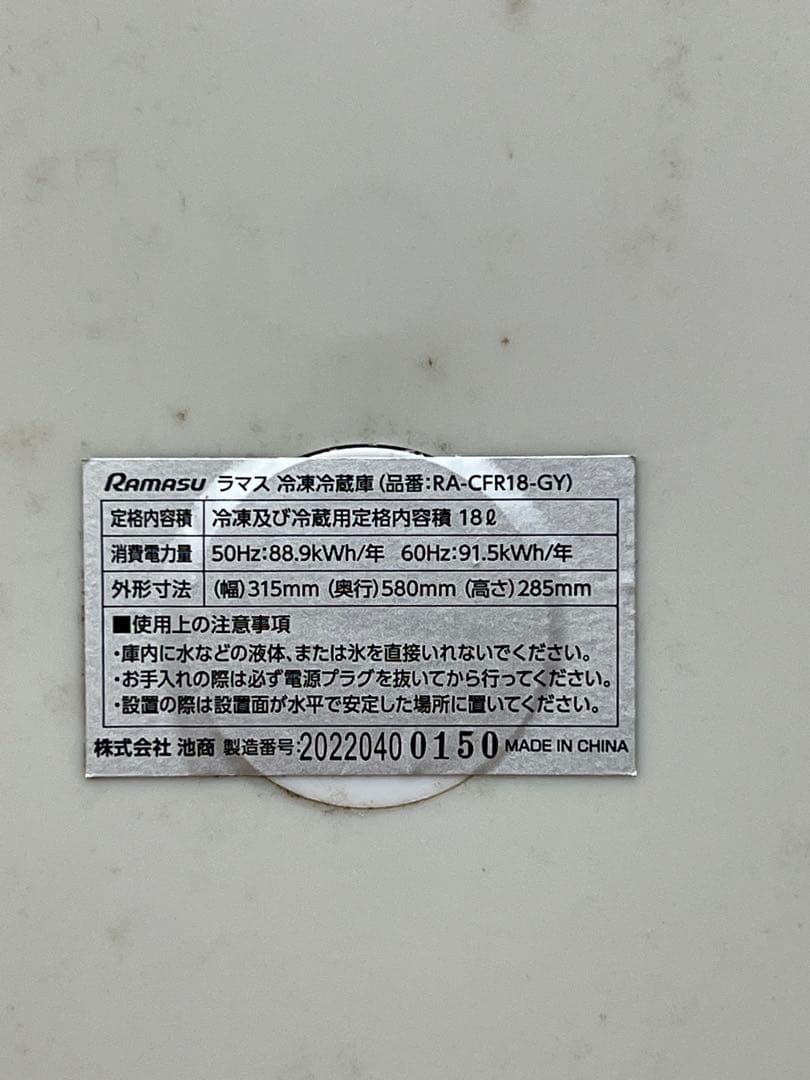 Ramasu ラマス 冷凍冷蔵庫(品番:RA-CFR18-GY)
定格内容積 冷凍及び冷蔵用定格内容積 18ℓ
消費電力量 50Hz:88.9kWh/年 60Hz:91.5kWh/年
外形寸法 (幅)315mm (奥行)580mm (高さ)285mm
■使用上の注意事項
・庫内に水などの液体、または氷を直接いれないでください。
・お手入れの際は必ず電源プラグを抜いてから行ってください。
・設置の際は設置面が水平で安定した場所に置いてください。
株式会社 池商 製造番号:2022040 0150 MADE IN CHINA